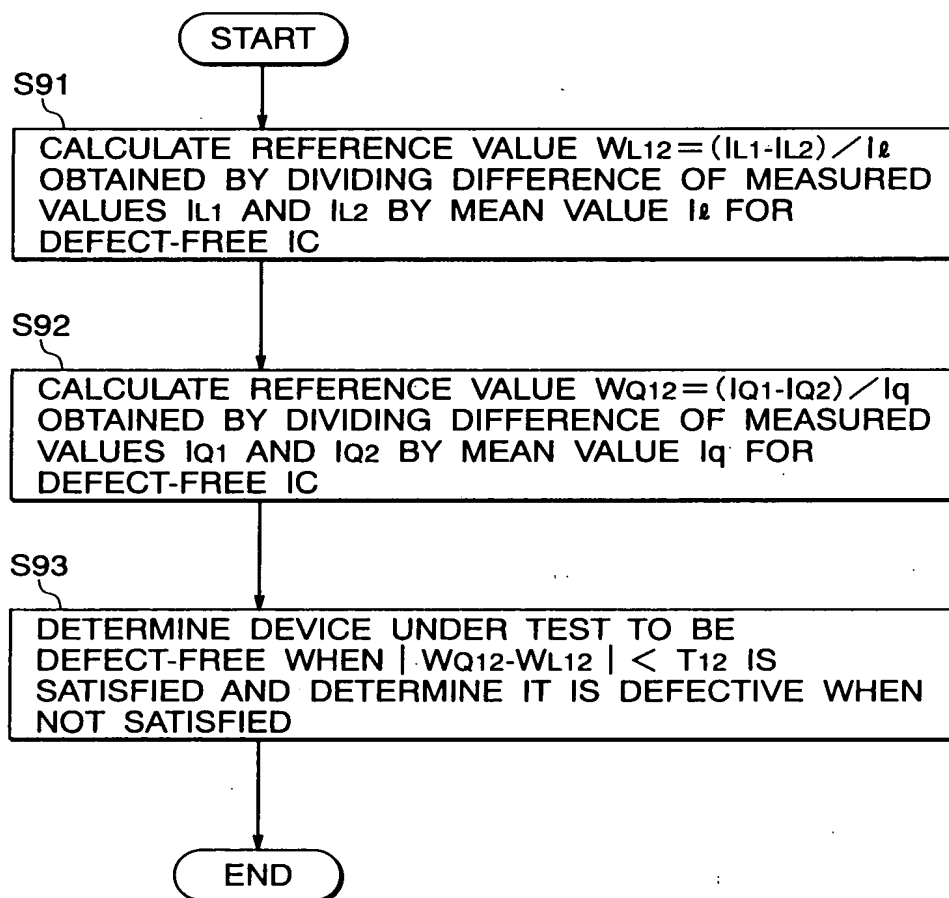 START
S91
CALCULATE REFERENCE VALUE WL12=(IL1-IL2)/Iℓ
OBTAINED BY DIVIDING DIFFERENCE OF MEASURED
VALUES IL1 AND IL2 BY MEAN VALUE Iℓ FOR
DEFECT-FREE IC
S92
CALCULATE REFERENCE VALUE WQ12=(IQ1-IQ2)/Iq
OBTAINED BY DIVIDING DIFFERENCE OF MEASURED
VALUES IQ1 AND IQ2 BY MEAN VALUE Iq FOR
DEFECT-FREE IC
S93
DETERMINE DEVICE UNDER TEST TO BE
DEFECT-FREE WHEN | WQ12-WL12 | < T12 IS
SATISFIED AND DETERMINE IT IS DEFECTIVE WHEN
NOT SATISFIED
END